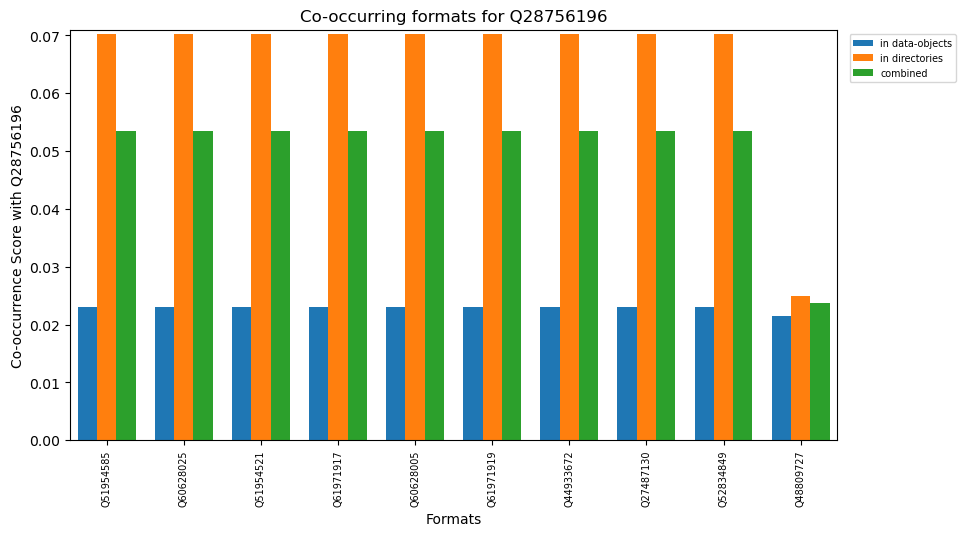 Co-occurring formats for Q28756196
in data-objects
in directories
combined
Co-occurrence Score with Q28756196
0.07
0.06
0.05
0.04
0.03
0.02
0.01
0.00
Q51954585
Q60628025
Q51954521
Q61971917
Q60628005
Q61971919
Q44933672
Q27487130
Q52834849
Q48809727
Formats